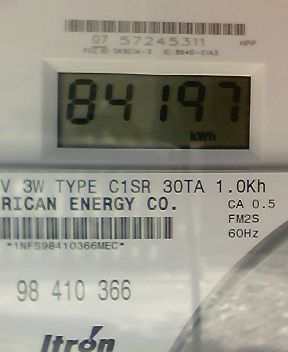 07 57245311 HPP
84197
kWh
V 3W TYPE C1SR 30TA 1.0Kh
RICAN ENERGY CO. CA 0.5
FM2S
*1NFS98410366MEC* 60Hz
98 410 366
Itron